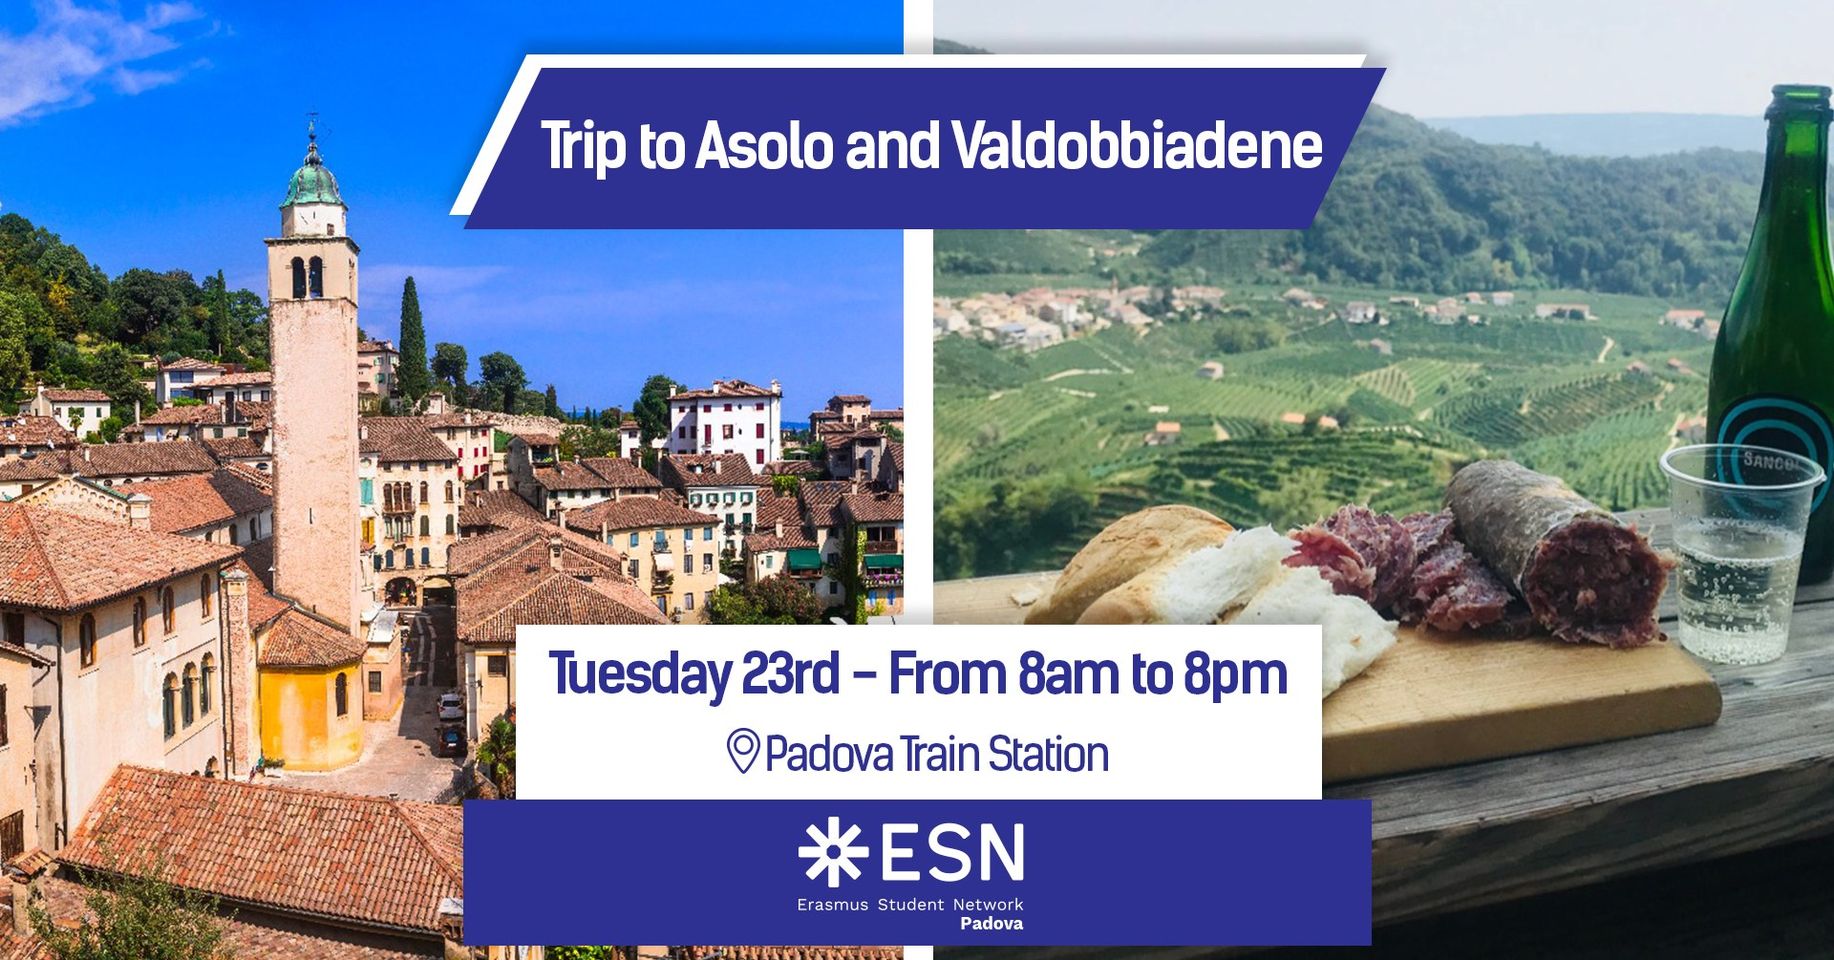 Trip to Asolo and Valdobbiadene
SANCOL
Tuesday 23rd – From 8am to 8pm
Padova Train Station
ESN
Erasmus Student Network
Padova